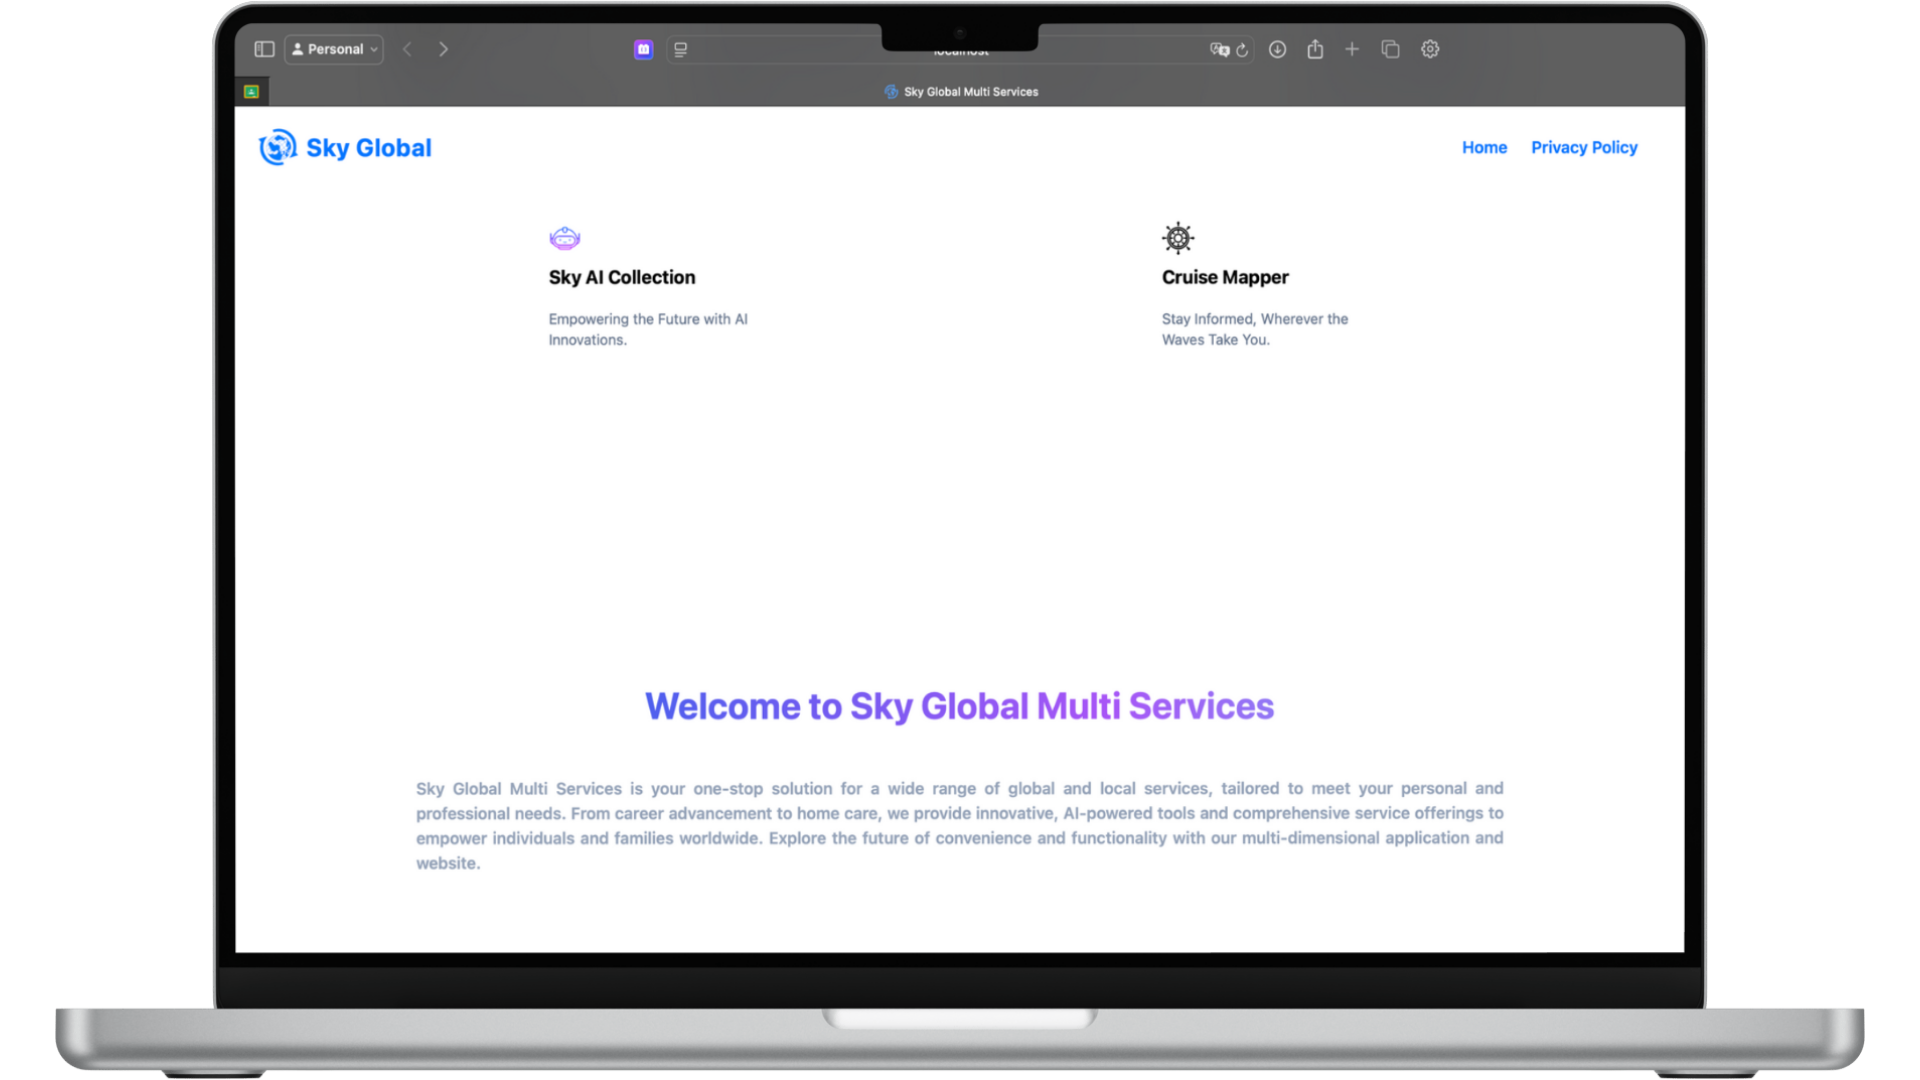 Personal
localhost
Sky Global Multi Services
Sky Global
Home
Privacy Policy
Sky AI Collection
Empowering the Future with AI
Innovations.
Cruise Mapper
Stay Informed, Wherever the
Waves Take You.
Welcome to Sky Global Multi Services
Sky Global Multi Services is your one-stop solution for a wide range of global and local services, tailored to meet your personal and
professional needs. From career advancement to home care, we provide innovative, AI-powered tools and comprehensive service offerings to
empower individuals and families worldwide. Explore the future of convenience and functionality with our multi-dimensional application and
website.